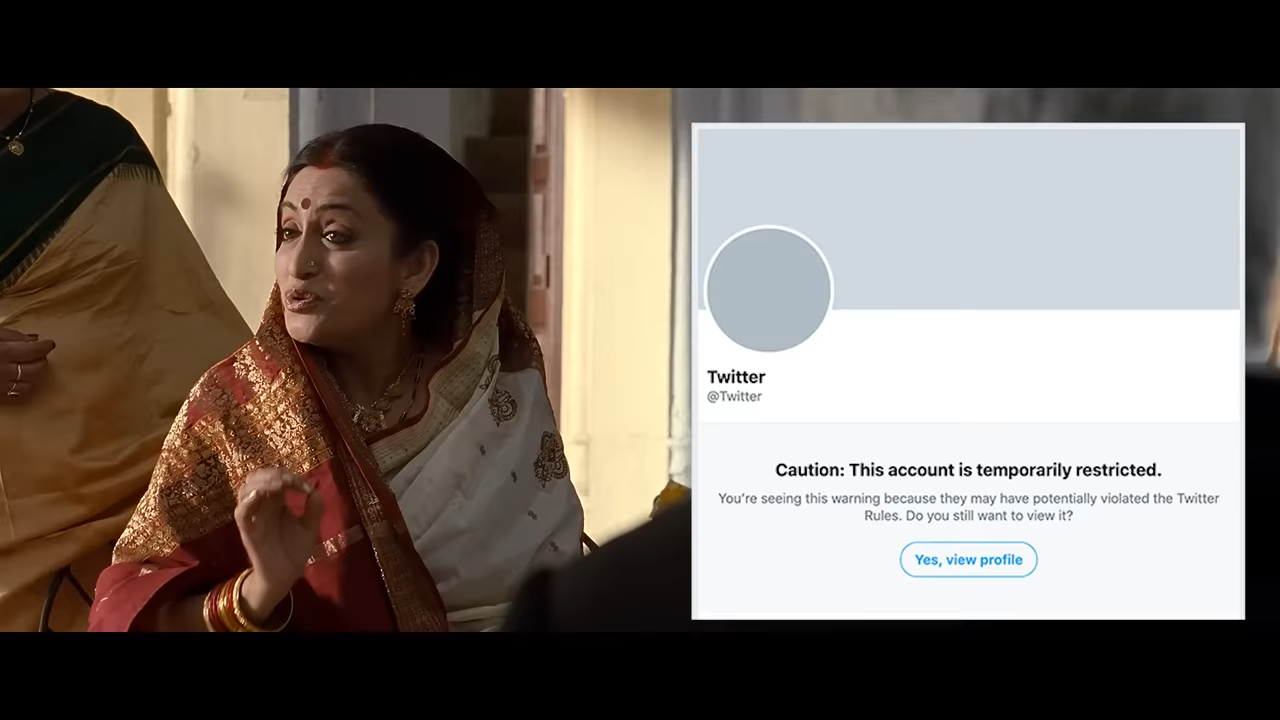 Twitter
@Twitter
Caution: This account is temporarily restricted.
You're seeing this warning because they may have potentially violated the Twitter
Rules. Do you still want to view it?
Yes, view profile